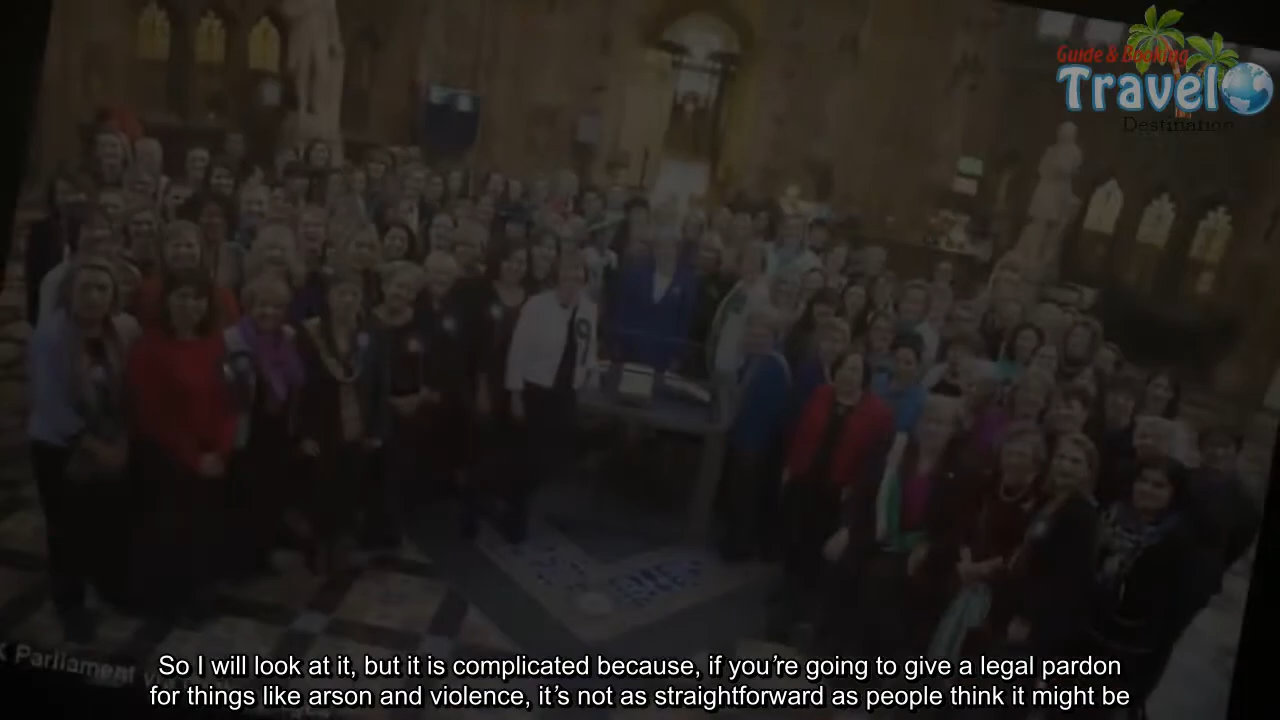 Guide & Booking
Travel
Destination
K Parliament
So I will look at it, but it is complicated because, if you’re going to give a legal pardon
for things like arson and violence, it’s not as straightforward as people think it might be